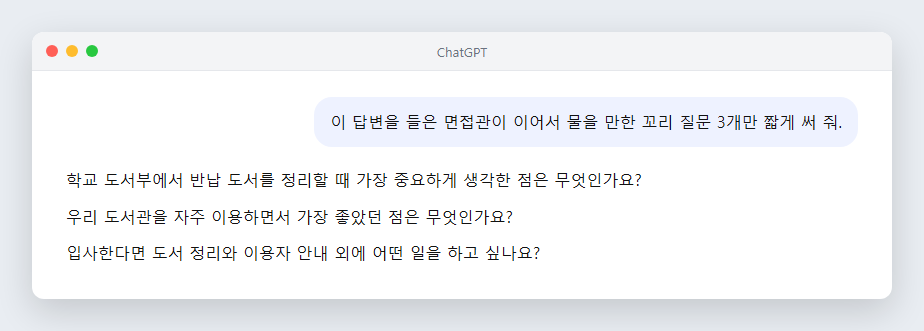 ChatGPT
이 답변을 들은 면접관이 이어서 물을 만한 꼬리 질문 3개만 짧게 써 줘.
학교 도서부에서 반납 도서를 정리할 때 가장 중요하게 생각한 점은 무엇인가요?
우리 도서관을 자주 이용하면서 가장 좋았던 점은 무엇인가요?
입사한다면 도서 정리와 이용자 안내 외에 어떤 일을 하고 싶나요?